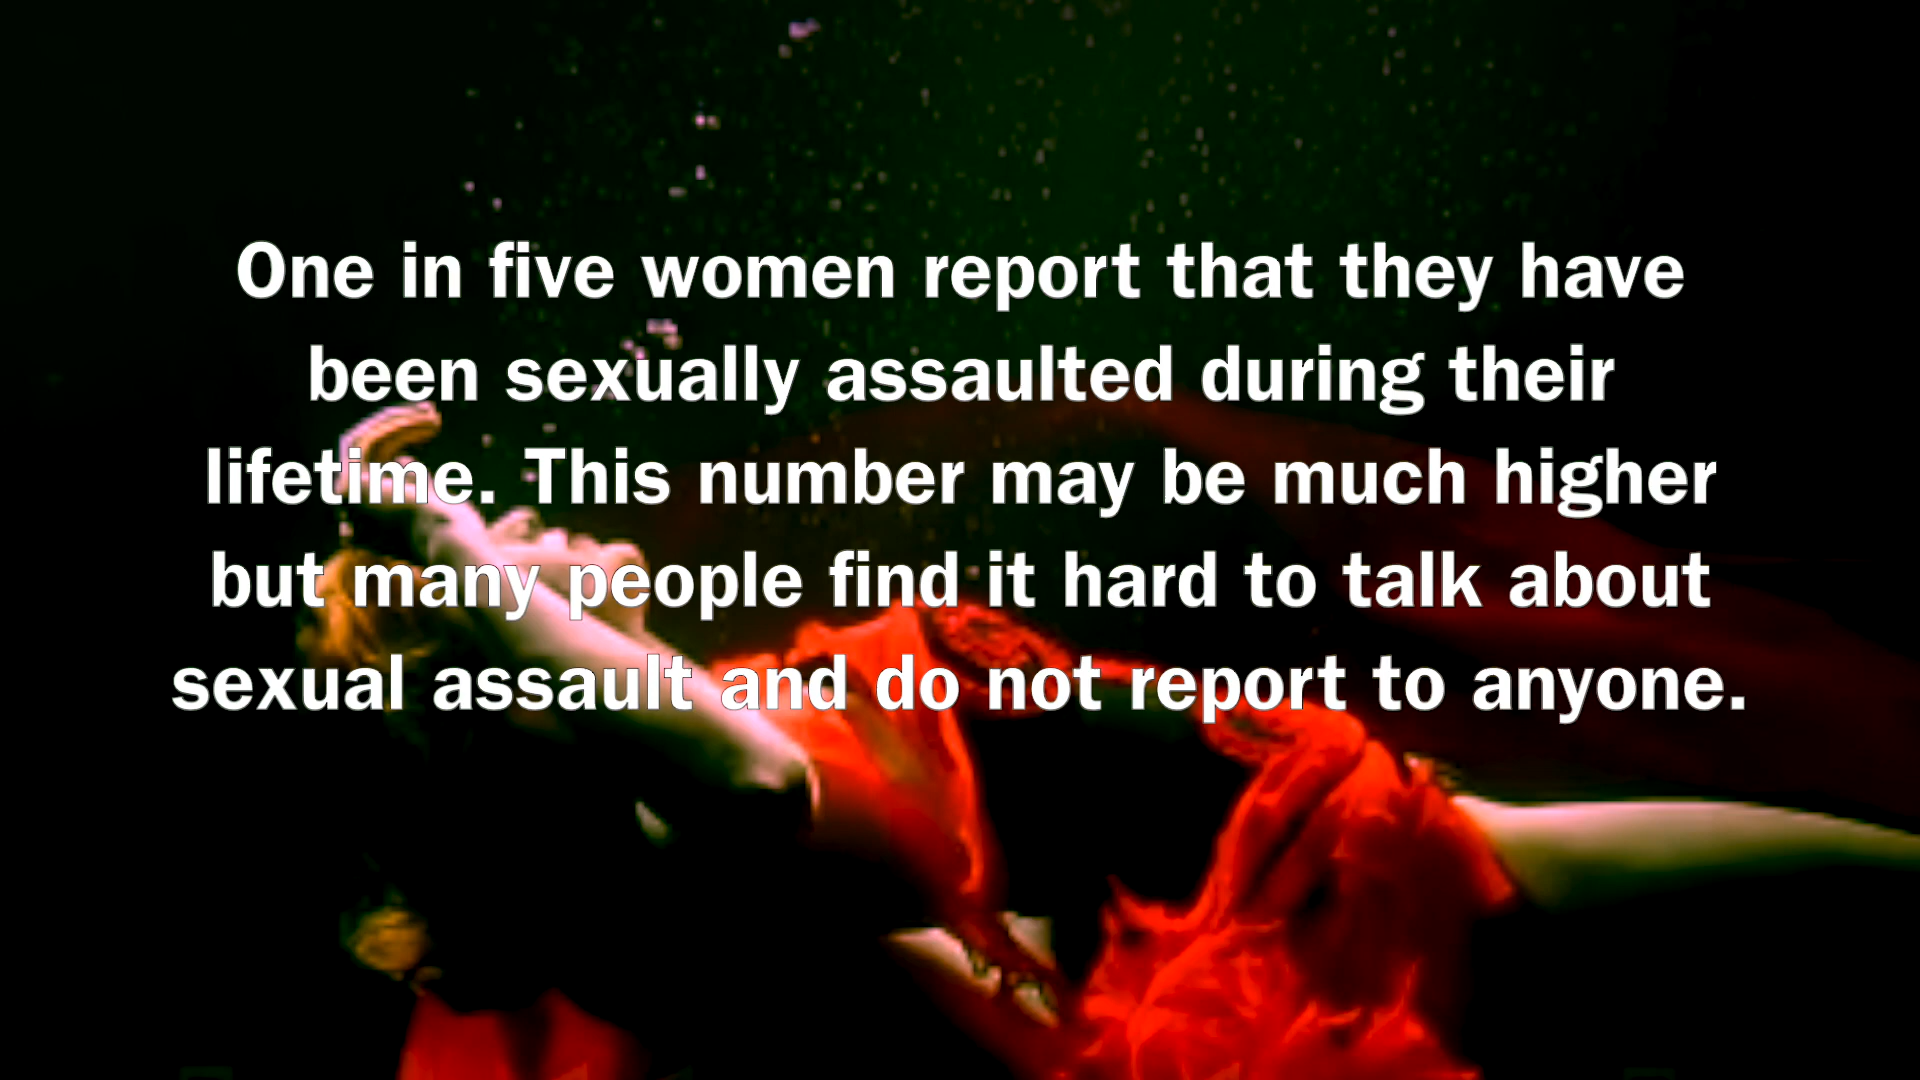 One in five women report that they have
been sexually assaulted during their
lifetime. This number may be much higher
but many people find it hard to talk about
sexual assault and do not report to anyone.